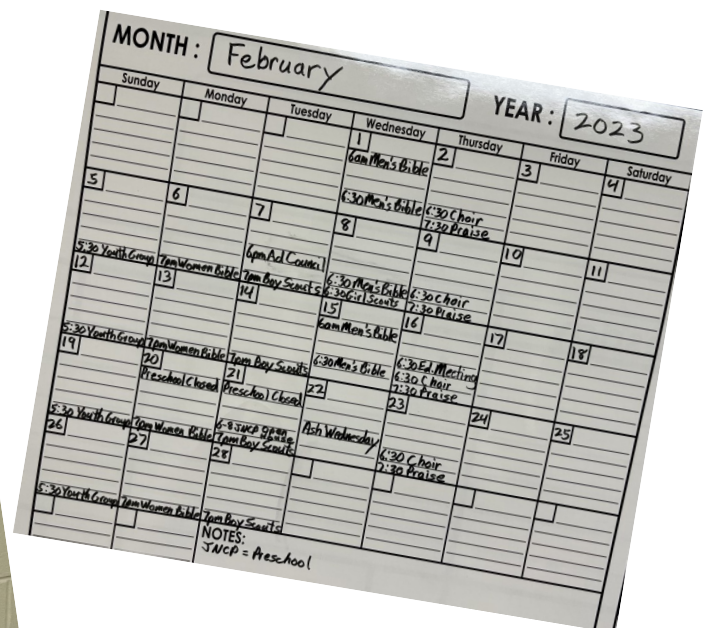 MONTH: February
YEAR: 2023
Sunday Monday Tuesday Wednesday Thursday Friday Saturday
1 2 3 4
6am Men's Bible
6:30 Men's Bible 6:30 Choir
7:30 Praise
5 6 7 8 9 10 11
6pm Ad Council
5:30 Youth Group 7pm Women Bible 7pm Boy Scouts 6:30 Men's Bible 6:30 Choir
6:30 Girl Scouts 7:30 Praise
12 13 14 15 16 17 18
6am Men's Bible
6:30 Ed. Meeting
5:30 Youth Group 7pm Women Bible 7pm Boy Scouts 6:30 Men's Bible 6:30 Choir
7:30 Praise
19 20 21 22 23 24 25
Preschool Closed Preschool Closed
Ash Wednesday
6-8 JNCP Open House
5:30 Youth Group 7pm Women Bible 7pm Boy Scouts 6:30 Choir
7:30 Praise
26 27 28
5:30 Youth Group 7pm Women Bible 7pm Boy Scouts
NOTES:
JNCP = Preschool